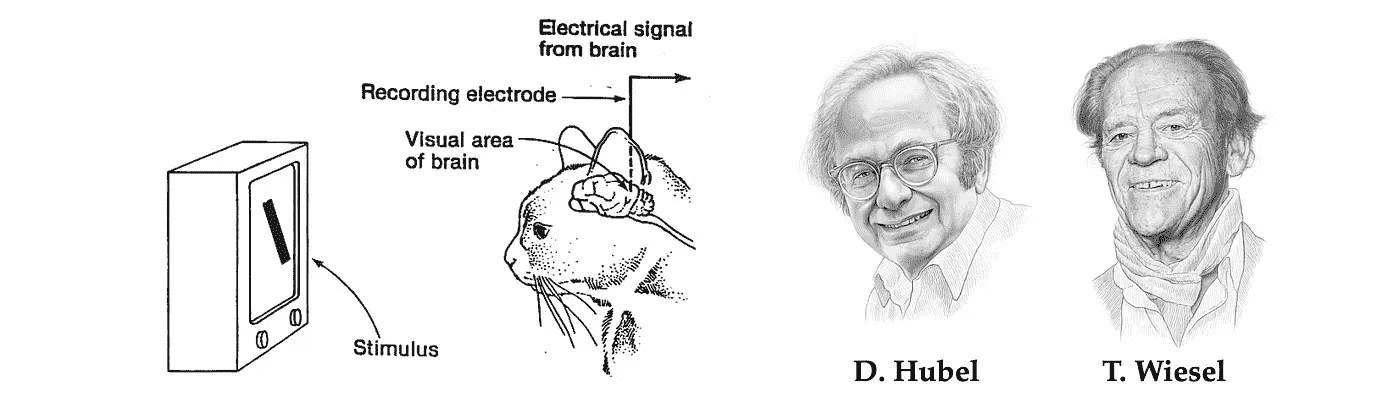 Electrical signal
from brain
Recording electrode
Visual area
of brain
Stimulus
D. Hubel
T. Wiesel